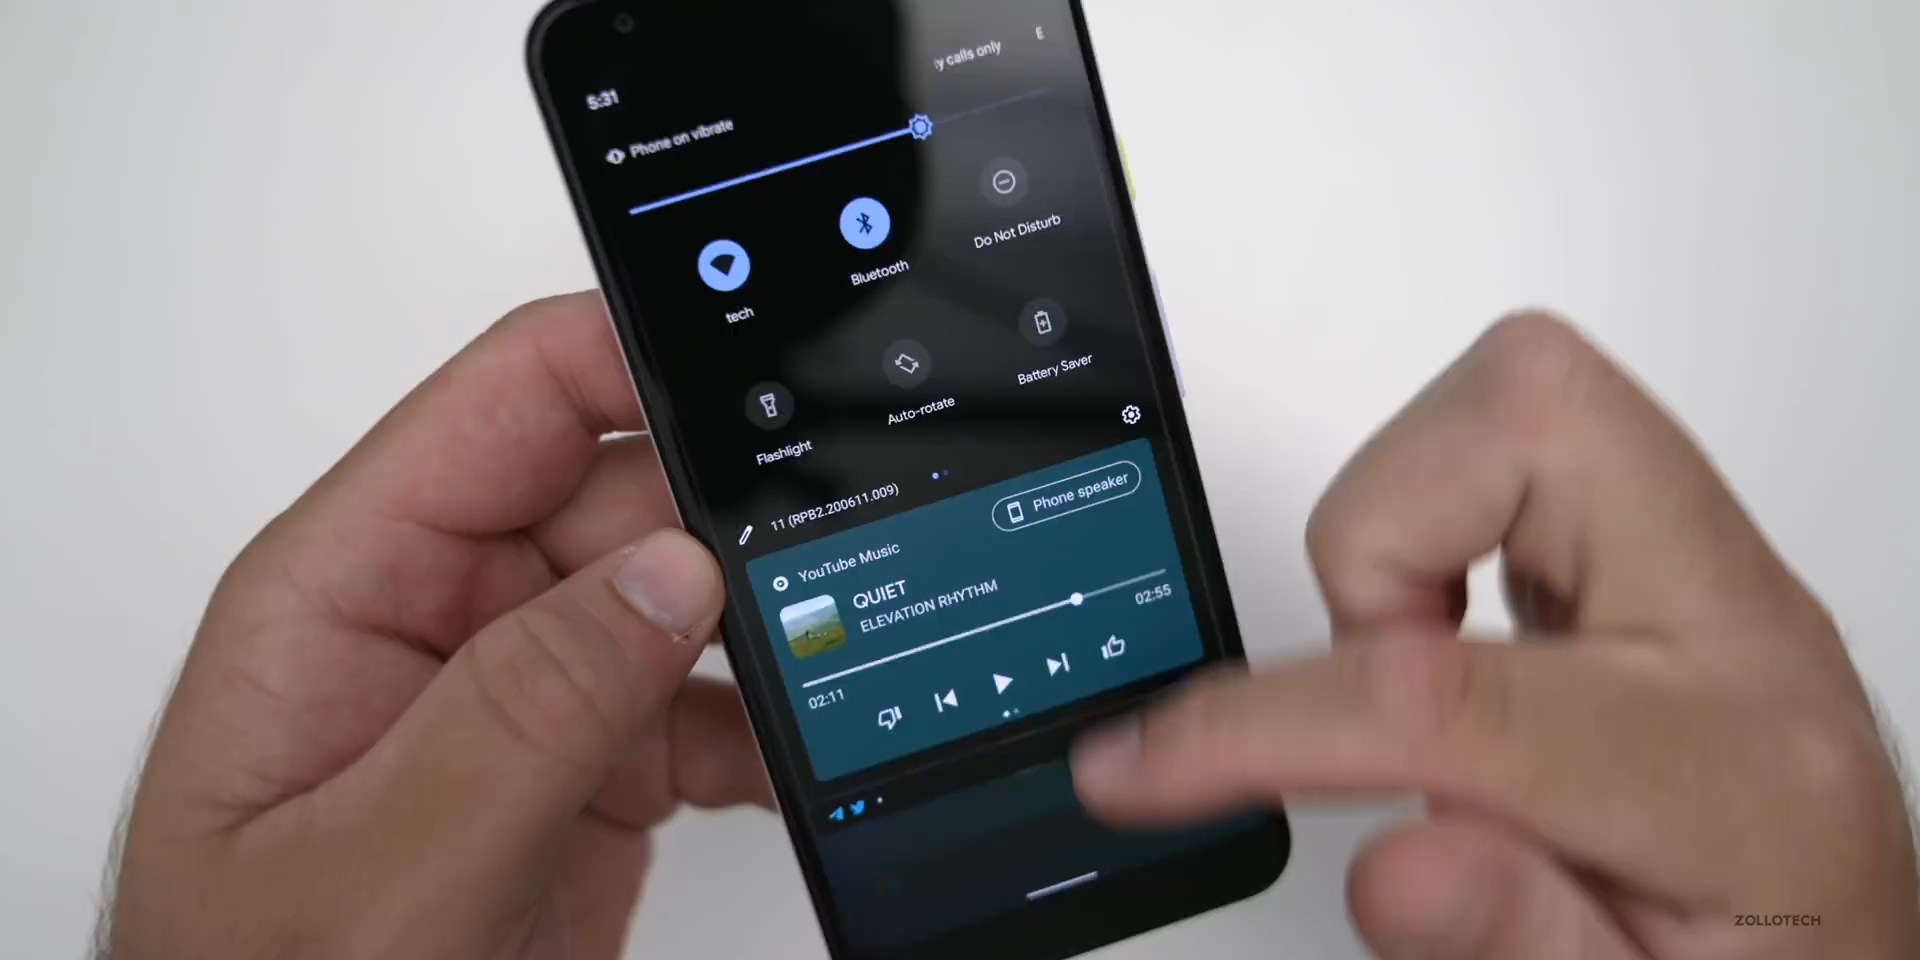 y calls only
E
5:31
Phone on vibrate
tech
Bluetooth
Do Not Disturb
Flashlight
Auto-rotate
Battery Saver
11 (RPB2.200611.009)
Phone speaker
YouTube Music
QUIET
ELEVATION RHYTHM
02:11
02:55
ZOLLOTECH